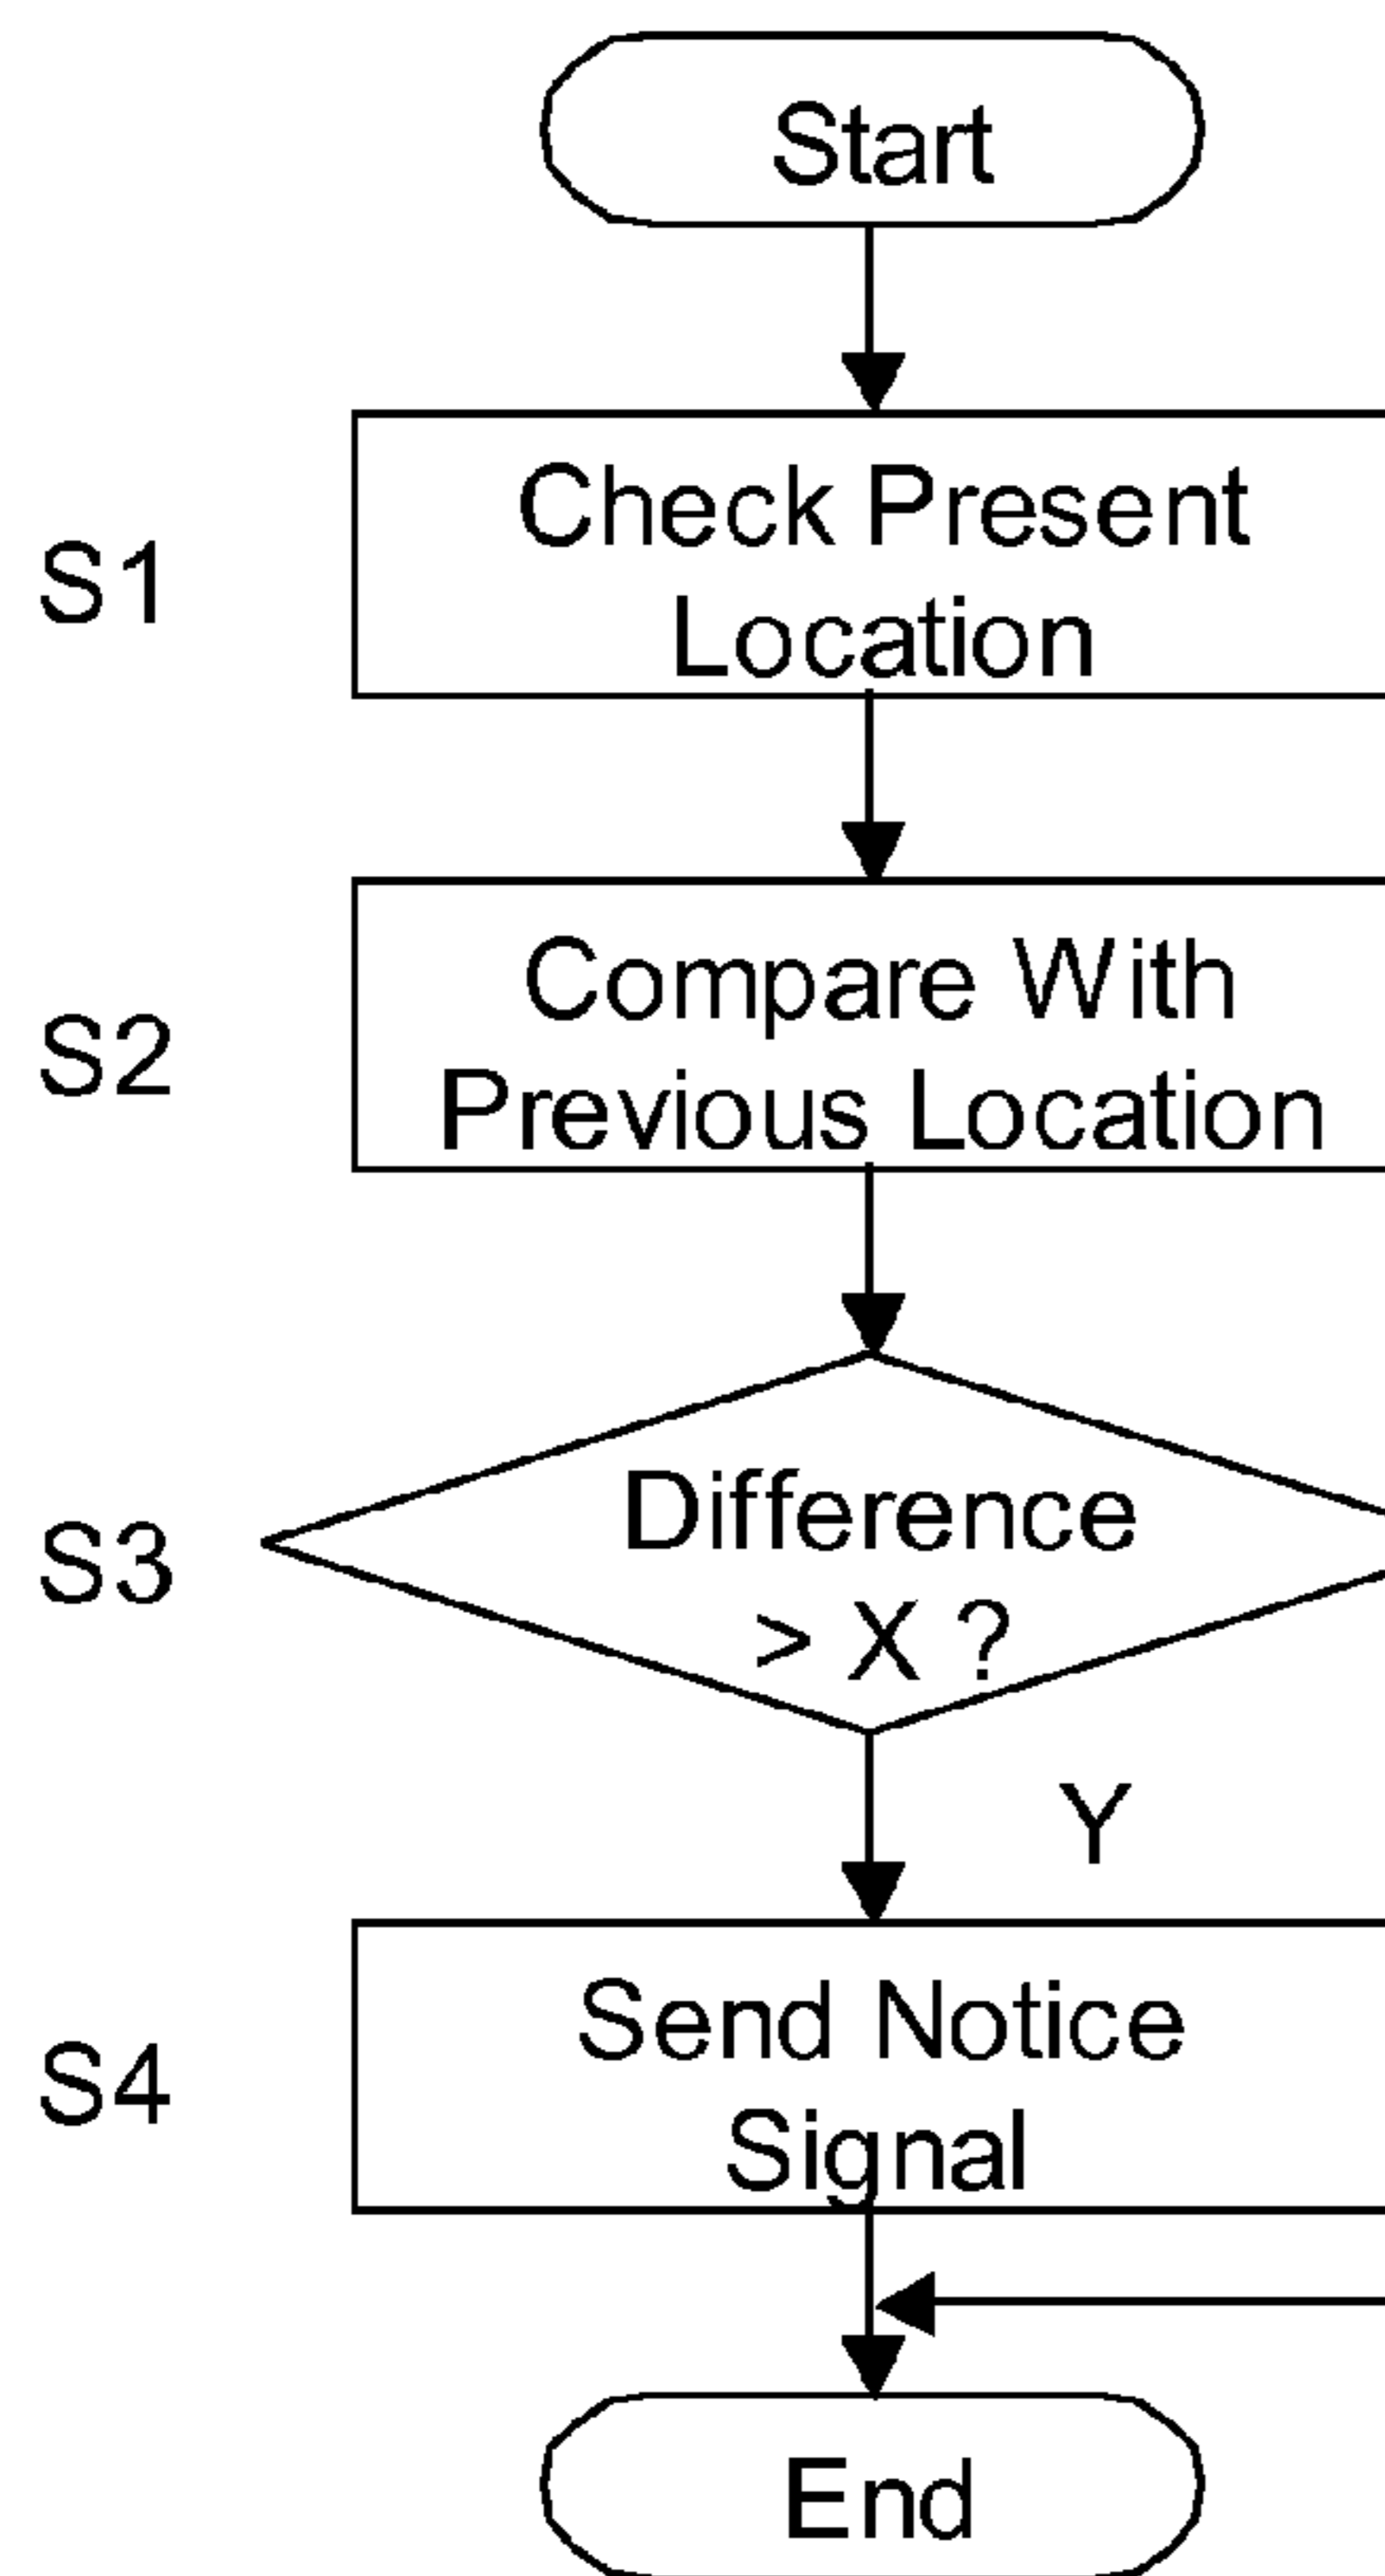 Start
S1
Check Present
Location
S2
Compare With
Previous Location
S3
Difference
> X ?
Y
S4
Send Notice
Signal
End